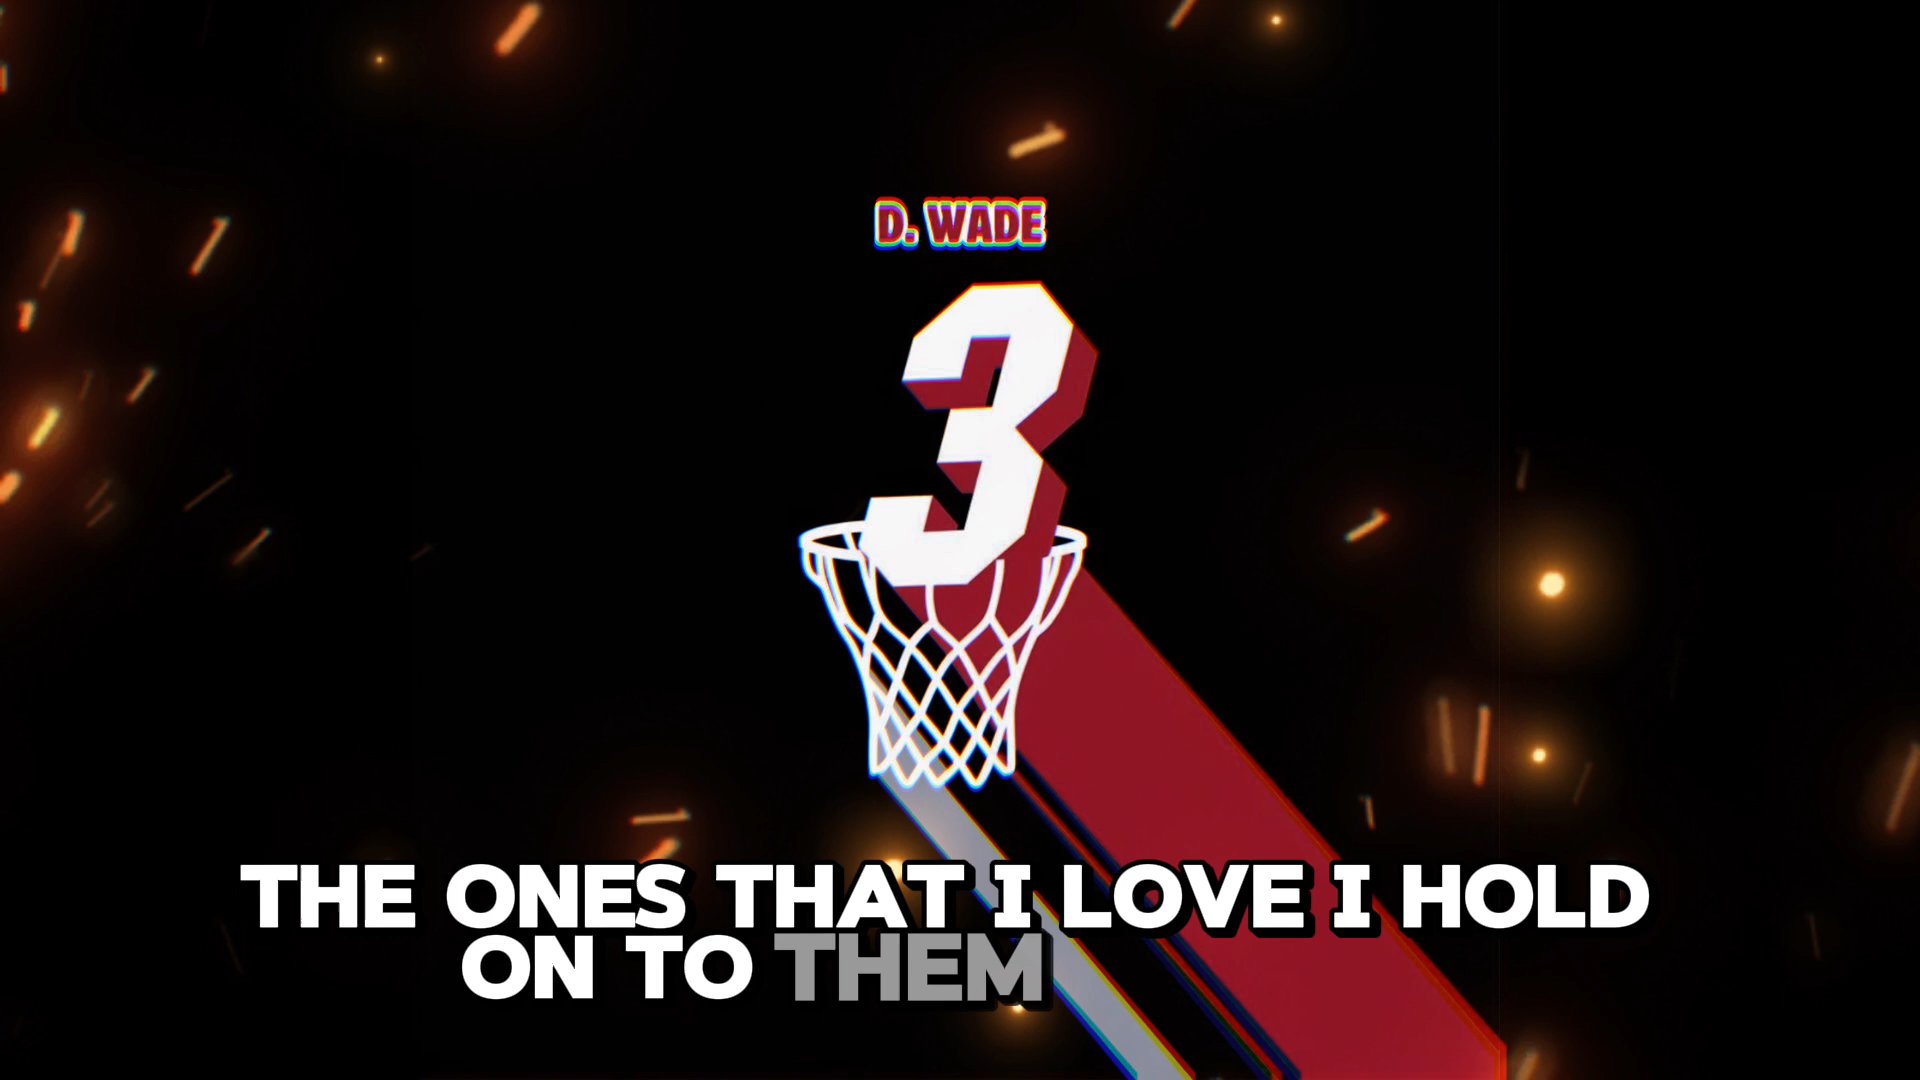 D. WADE
3
THE ONES THAT I LOVE I HOLD
ON TO THEM